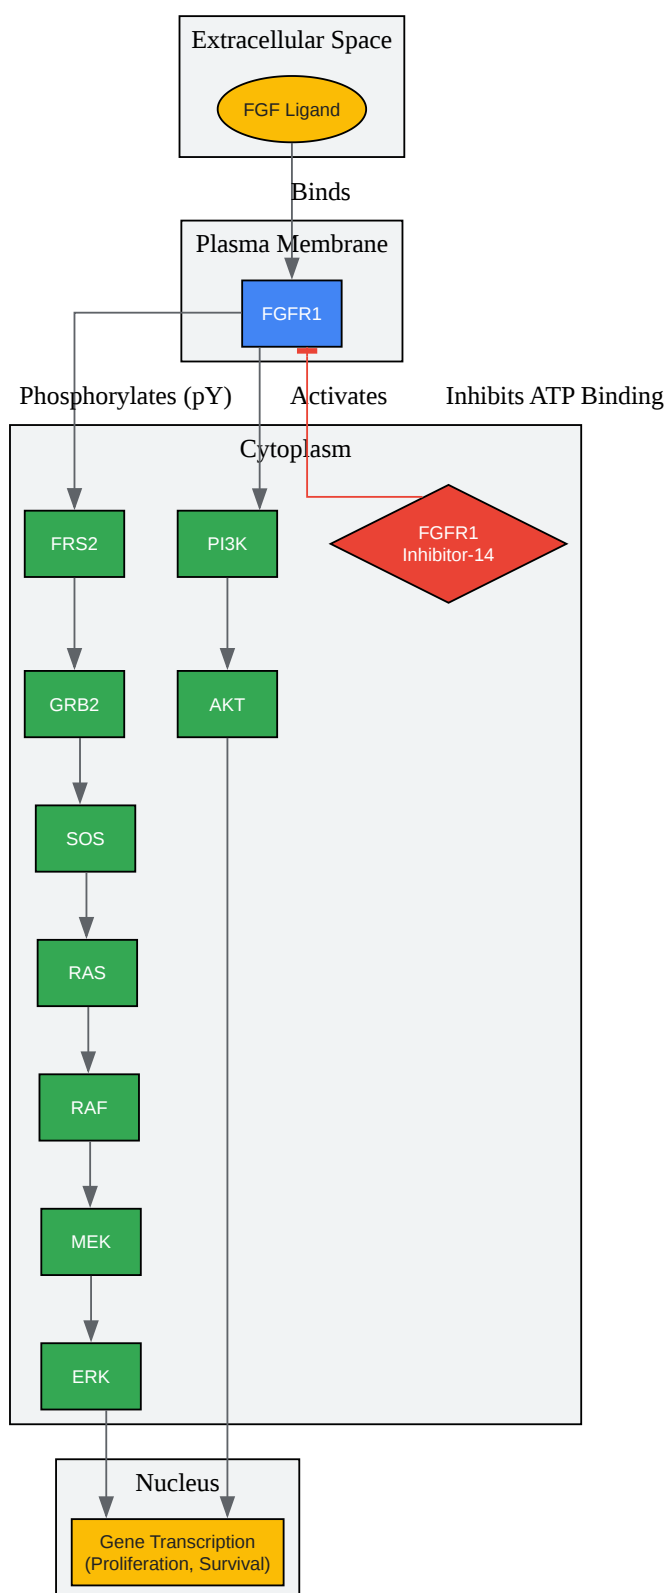 Extracellular Space
FGF Ligand
Binds
Plasma Membrane
FGFR1
Phosphorylates (pY)
Activates
Inhibits ATP Binding
Cytoplasm
FRS2
PI3K
FGFR1
Inhibitor-14
GRB2
AKT
SOS
RAS
RAF
MEK
ERK
Nucleus
Gene Transcription
(Proliferation, Survival)